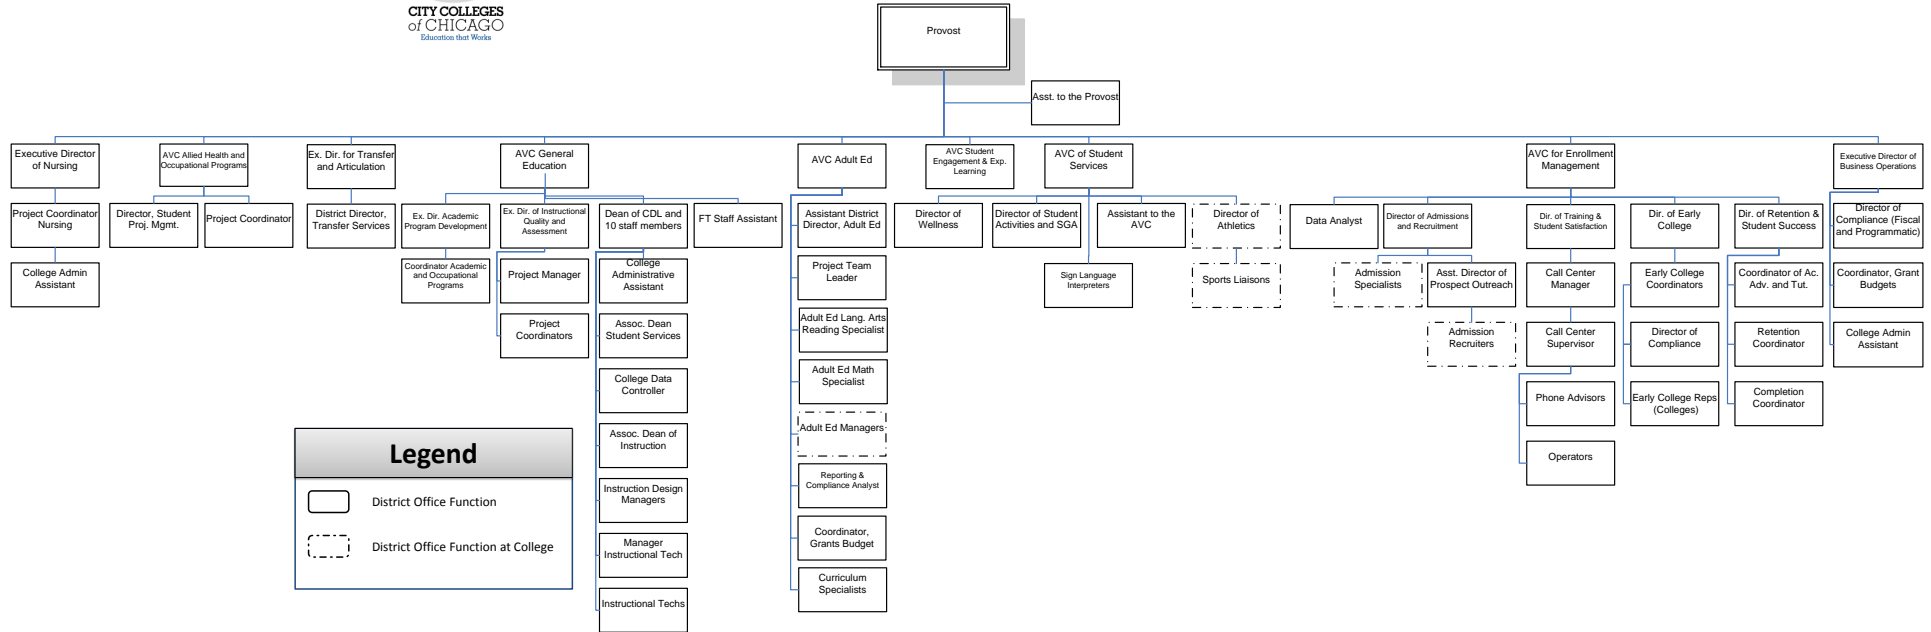 CITY COLLEGES
of CHICAGO
Education that Works
Provost
Asst. to the Provost
Executive Director
of Nursing
AVC Allied Health and
Occupational Programs
Ex. Dir. for Transfer
and Articulation
AVC General
Education
AVC Adult Ed
AVC Student
Engagement & Exp.
Learning
AVC of Student
Services
AVC for Enrollment
Management
Executive Director of
Business Operations
Project Coordinator
Nursing
Director, Student
Proj. Mgmt.
Project Coordinator
District Director,
Transfer Services
Ex. Dir. Academic
Program Development
Ex. Dir. of Instructional
Quality and
Assessment
Dean of CDL and
10 staff members
FT Staff Assistant
Assistant District
Director, Adult Ed
Director of
Wellness
Director of Student
Activities and SGA
Assistant to the
AVC
Director of
Athletics
Data Analyst
Director of Admissions
and Recruitment
Dir. of Training &
Student Satisfaction
Dir. of Early
College
Dir. of Retention &
Student Success
Director of
Compliance (Fiscal
and Programmatic)
College Admin
Assistant
Coordinator Academic
and Occupational
Programs
Project Manager
College
Administrative
Assistant
Project Team
Leader
Sign Language
Interpreters
Sports Liaisons
Admission
Specialists
Asst. Director of
Prospect Outreach
Call Center
Manager
Early College
Coordinators
Coordinator of Ac.
Adv. and Tut.
Coordinator, Grant
Budgets
Project
Coordinators
Assoc. Dean
Student Services
Adult Ed Lang. Arts
Reading Specialist
Admission
Recruiters
Call Center
Supervisor
Director of
Compliance
Retention
Coordinator
College Admin
Assistant
College Data
Controller
Adult Ed Math
Specialist
Phone Advisors
Early College Reps
(Colleges)
Completion
Coordinator
Assoc. Dean of
Instruction
Adult Ed Managers
Operators
Instruction Design
Managers
Reporting &
Compliance Analyst
Manager
Instructional Tech
Coordinator,
Grants Budget
Instructional Techs
Curriculum
Specialists
Legend
District Office Function
District Office Function at College